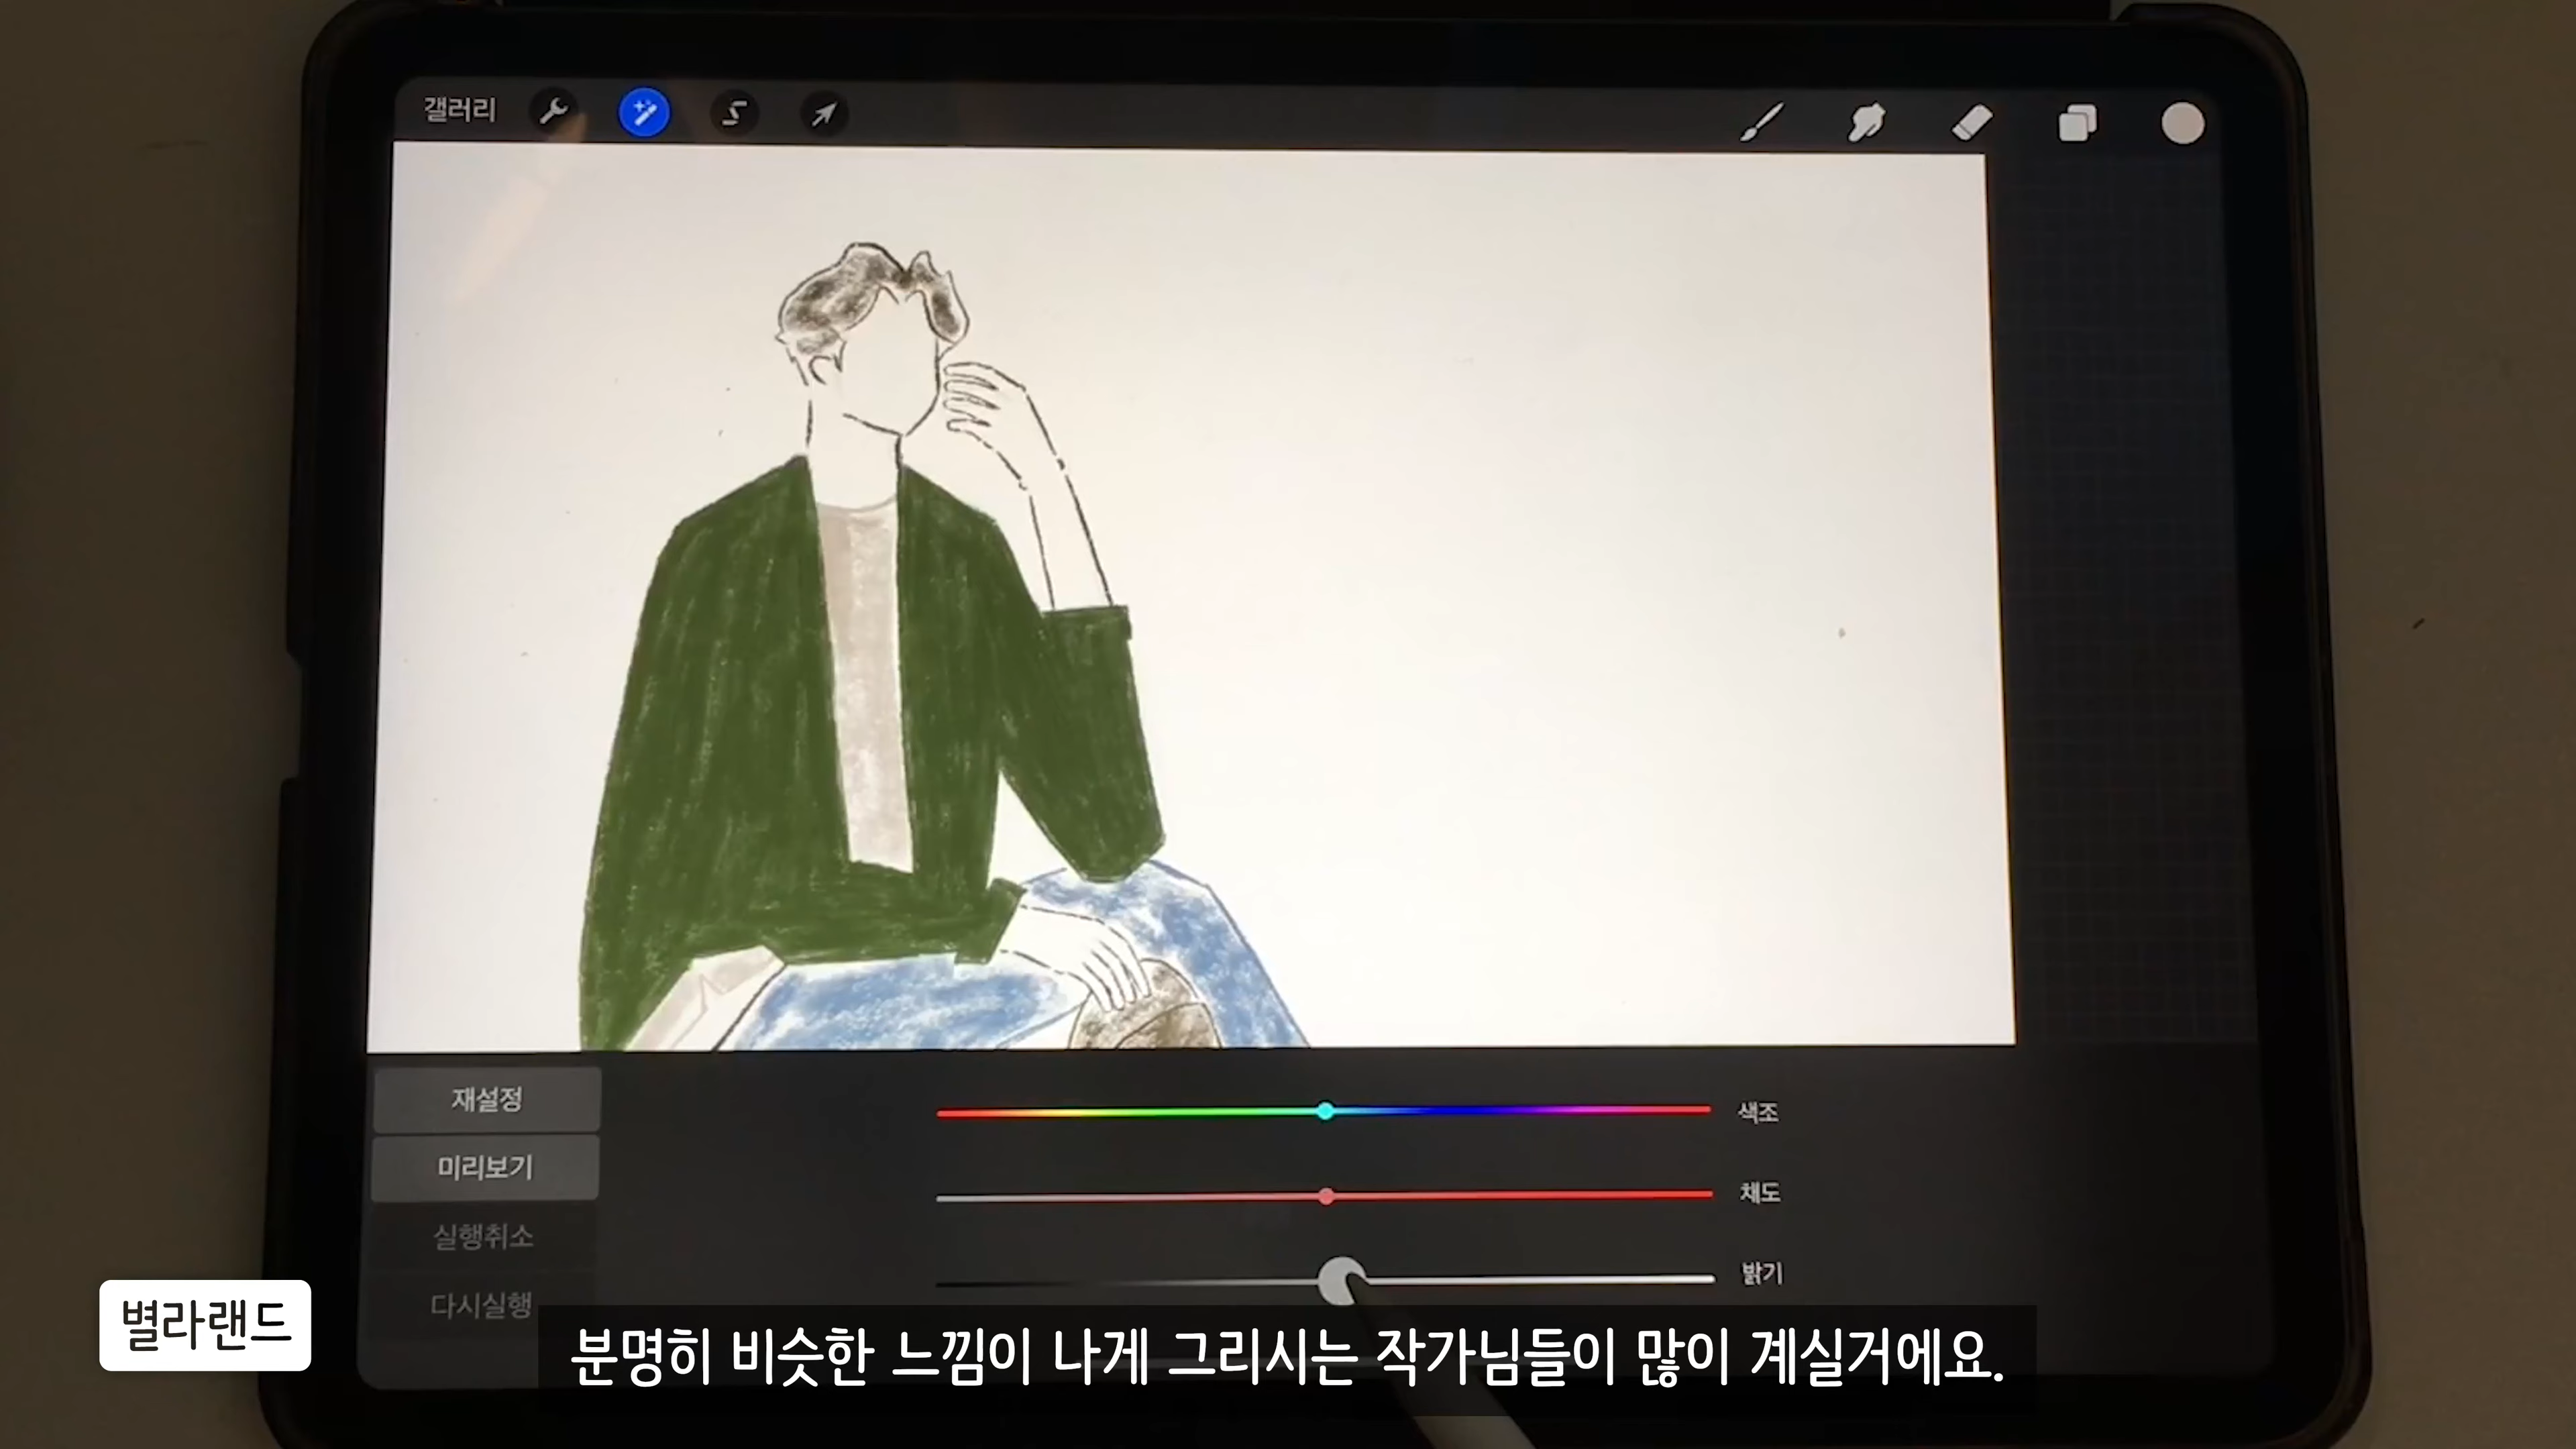 갤러리
재설정
미리보기
실행취소
다시실행
색조
채도
밝기
별라랜드
분명히 비슷한 느낌이 나게 그리시는 작가님들이 많이 계실거에요.